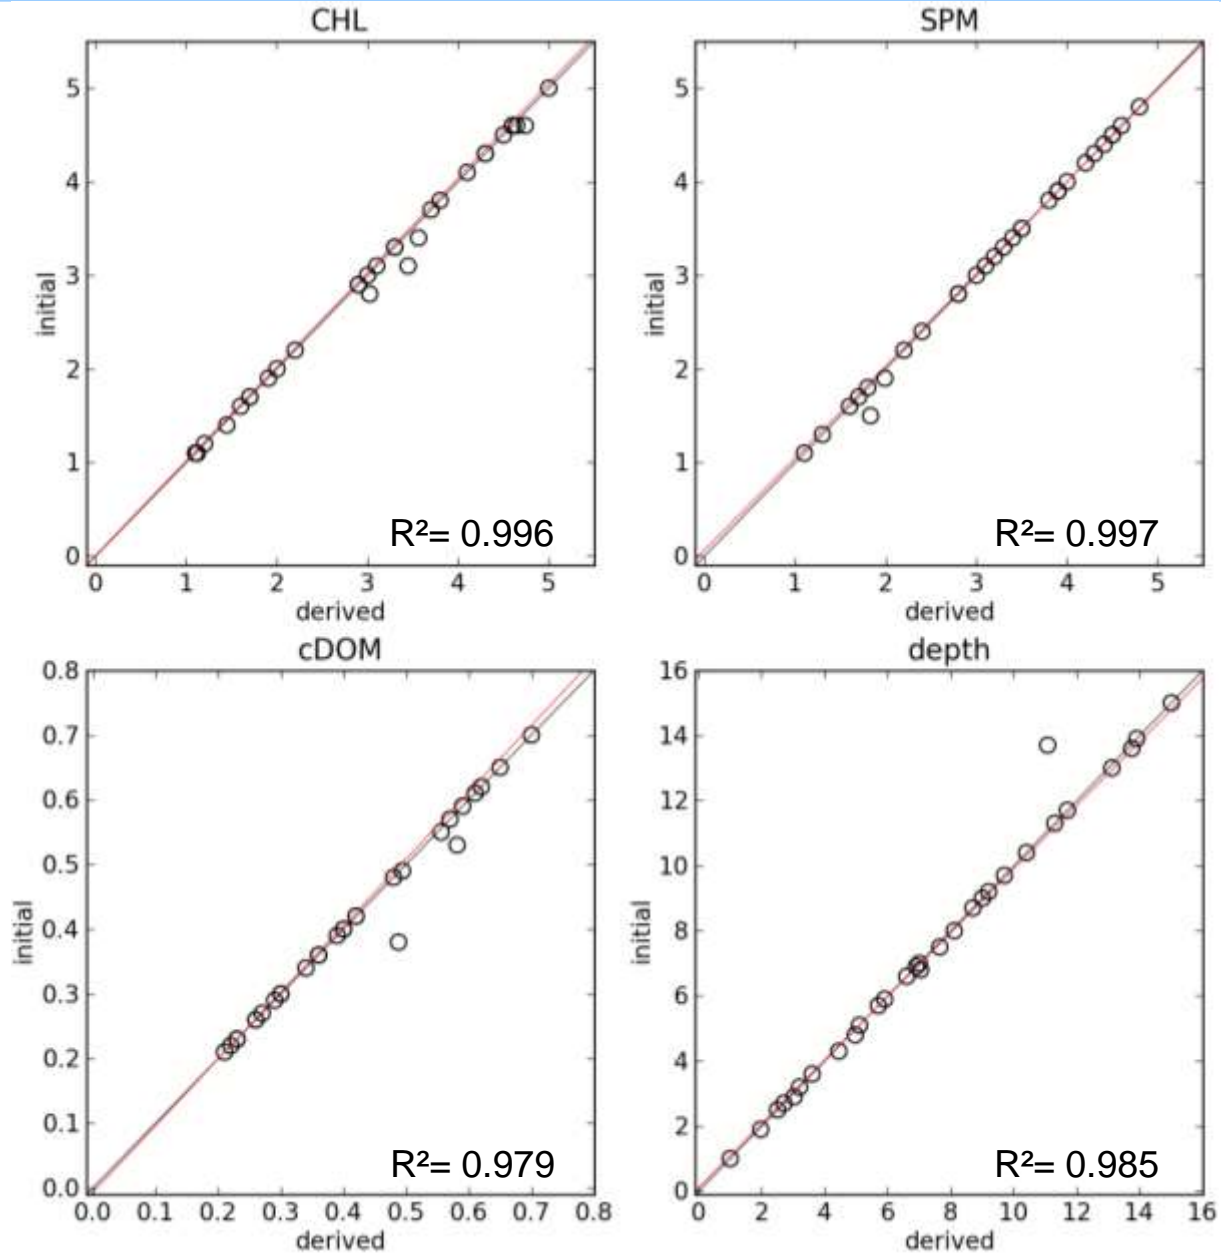 CHL
5
4
3
2
1
0
initial
R²= 0.996
0 1 2 3 4 5
derived
SPM
5
4
3
2
1
0
initial
R²= 0.997
0 1 2 3 4 5
derived
cDOM
0.8
0.7
0.6
0.5
0.4
0.3
0.2
0.1
0.0
initial
R²= 0.979
0.0 0.1 0.2 0.3 0.4 0.5 0.6 0.7 0.8
derived
depth
16
14
12
10
8
6
4
2
0
initial
R²= 0.985
0 2 4 6 8 10 12 14 16
derived